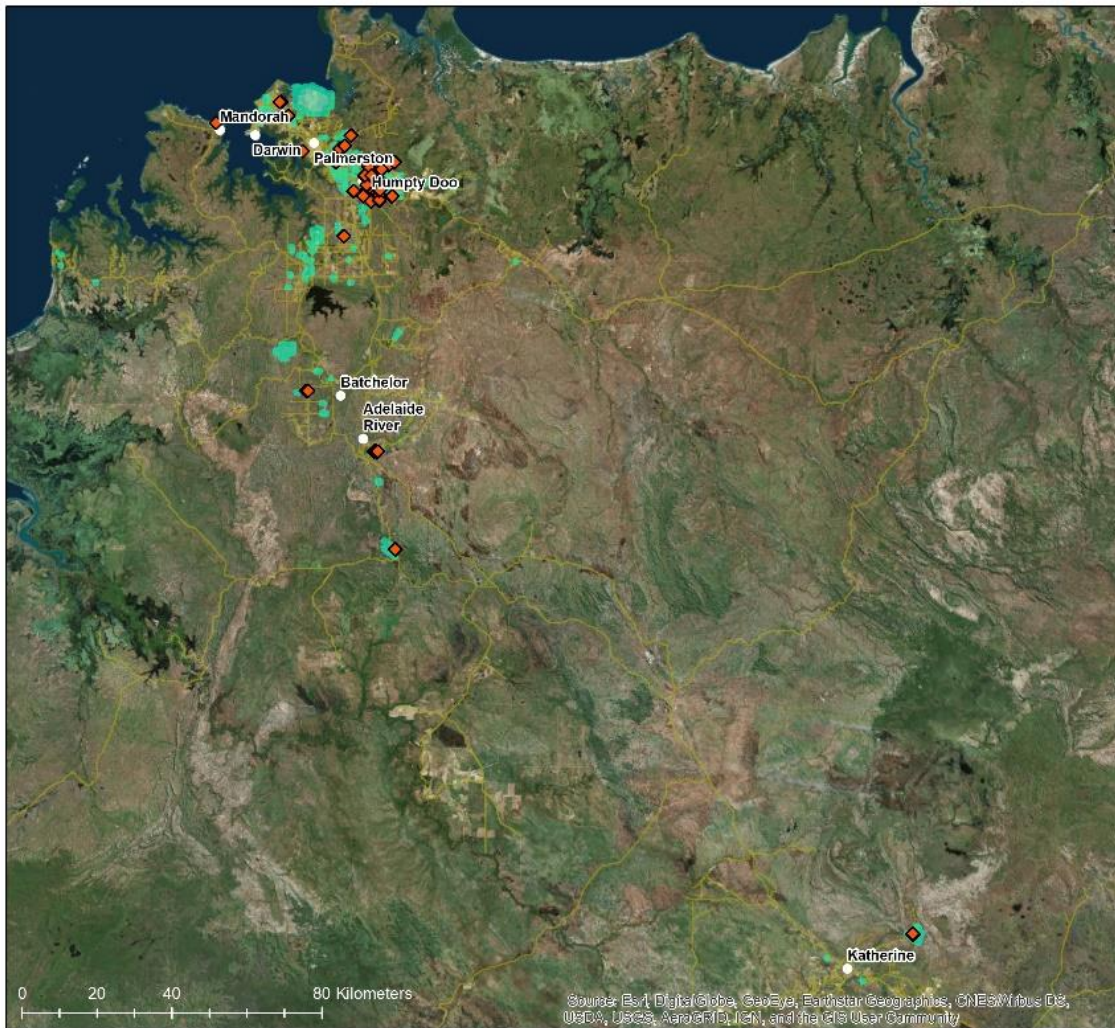 Mandorah
Darwin
Palmerston
Humpty Doo
Batchelor
Adelaide
River
Katherine
0 20 40 80 Kilometers
Source: Esri, DigitalGlobe, GeoEye, Earthstar Geographics, CNES/Airbus DS,
USDA, USGS, AeroGRID, IGN, and the GIS User Community